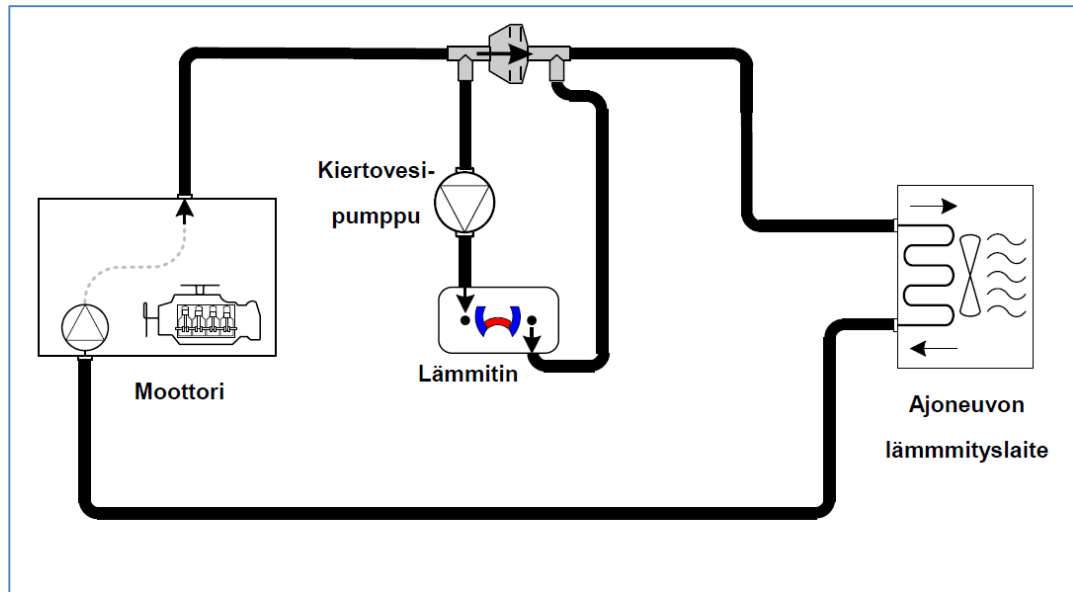 Kiertovesi-
pumppu
Lämmitin
Moottori
Ajoneuvon
lämmmityslaite